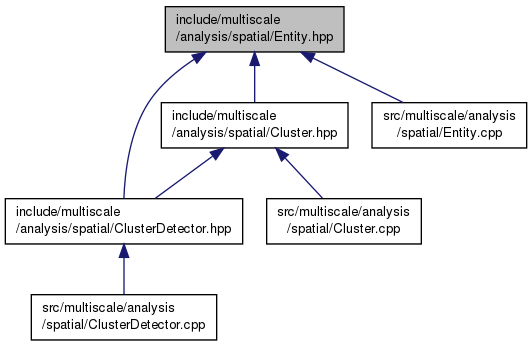 include/multiscale
/analysis/spatial/Entity.hpp
include/multiscale
/analysis/spatial/Cluster.hpp
src/multiscale/analysis
/spatial/Entity.cpp
include/multiscale
/analysis/spatial/ClusterDetector.hpp
src/multiscale/analysis
/spatial/Cluster.cpp
src/multiscale/analysis
/spatial/ClusterDetector.cpp